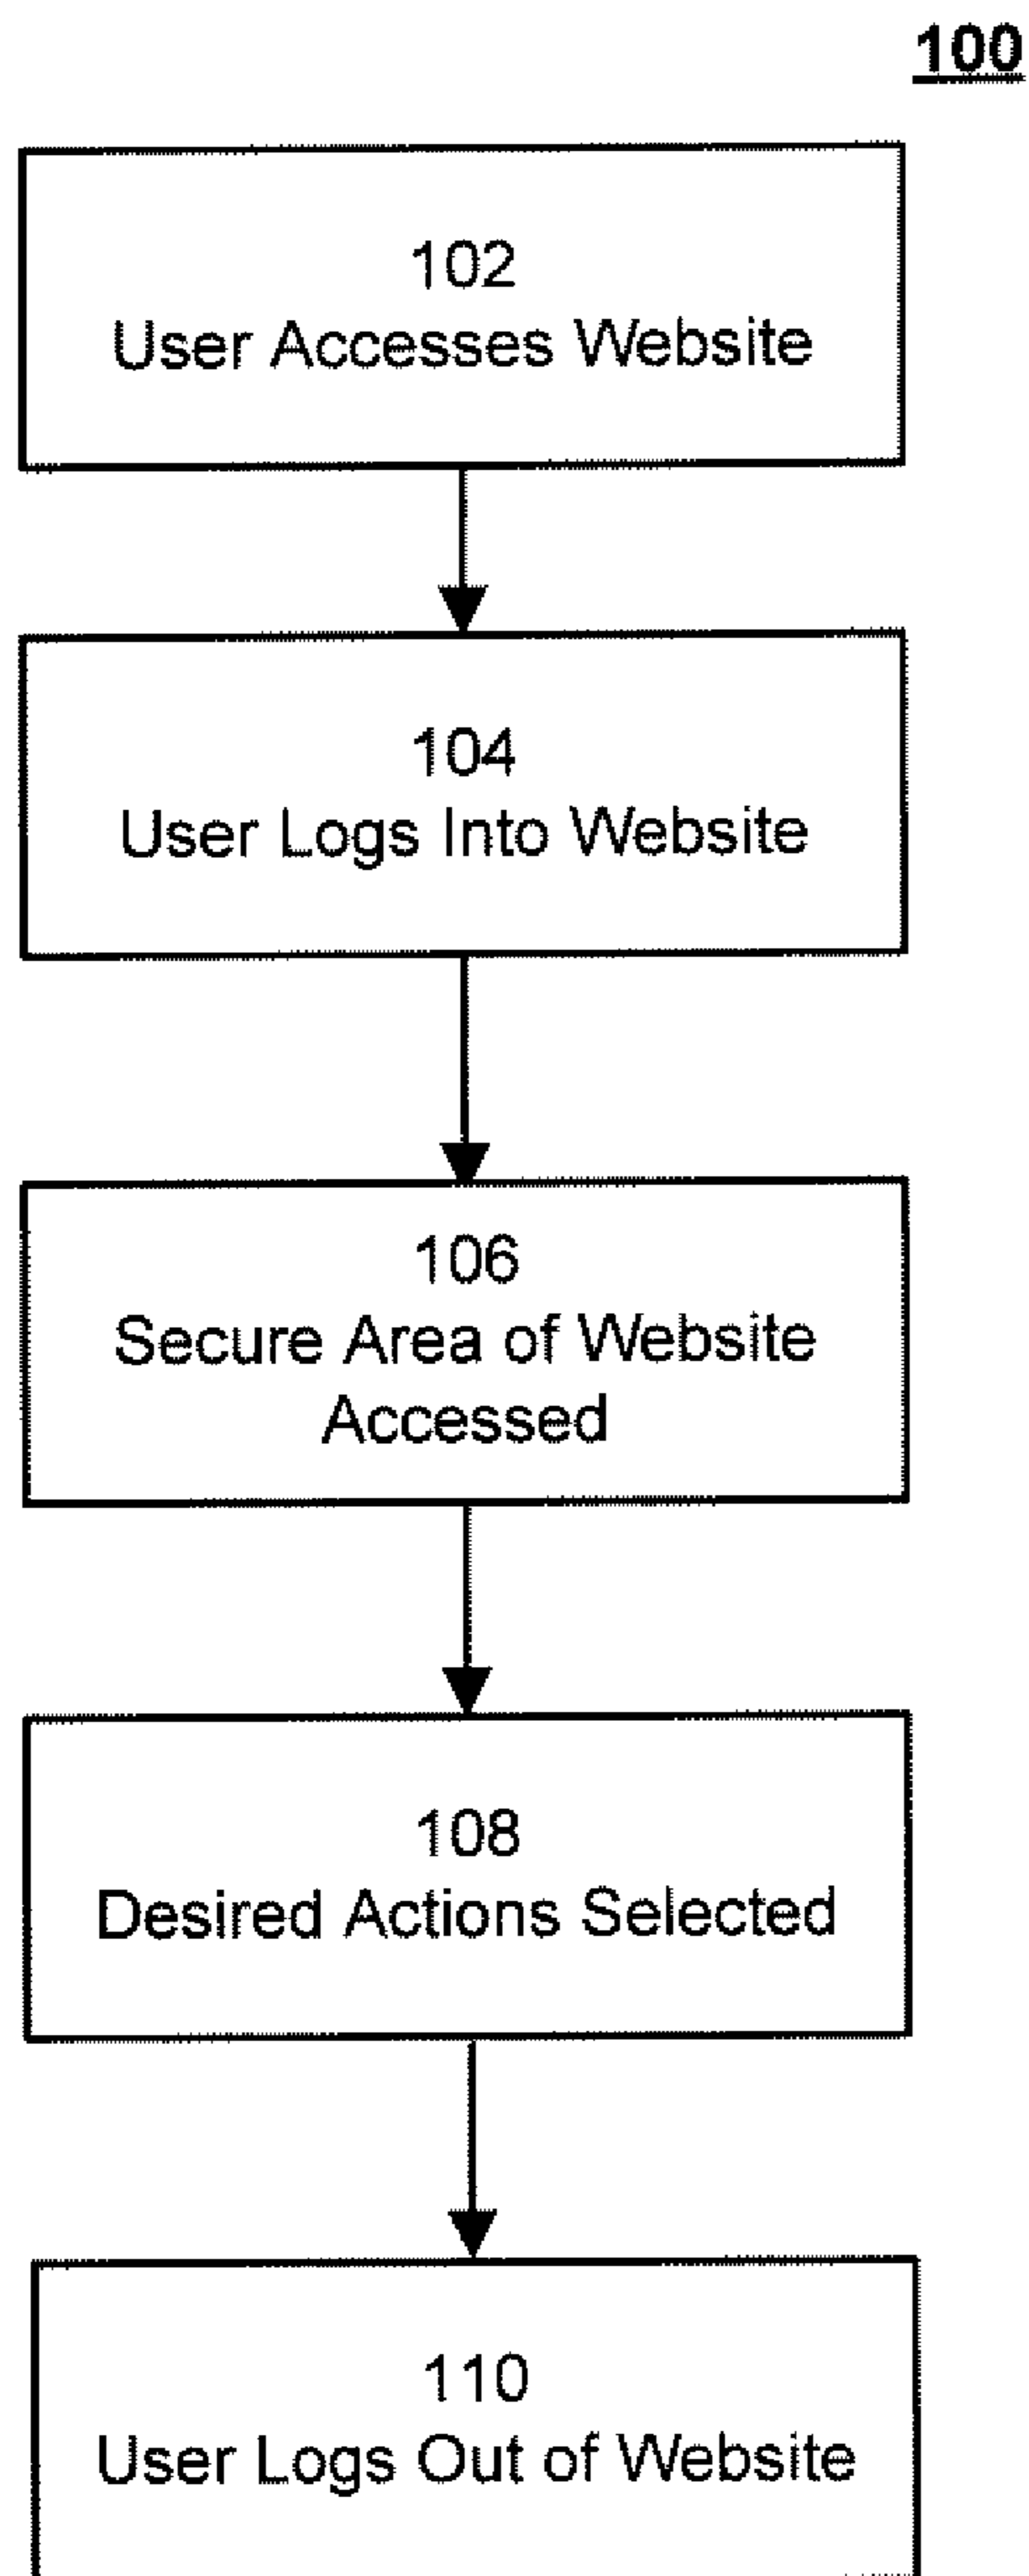 100
102
User Accesses Website
104
User Logs Into Website
106
Secure Area of Website
Accessed
108
Desired Actions Selected
110
User Logs Out of Website